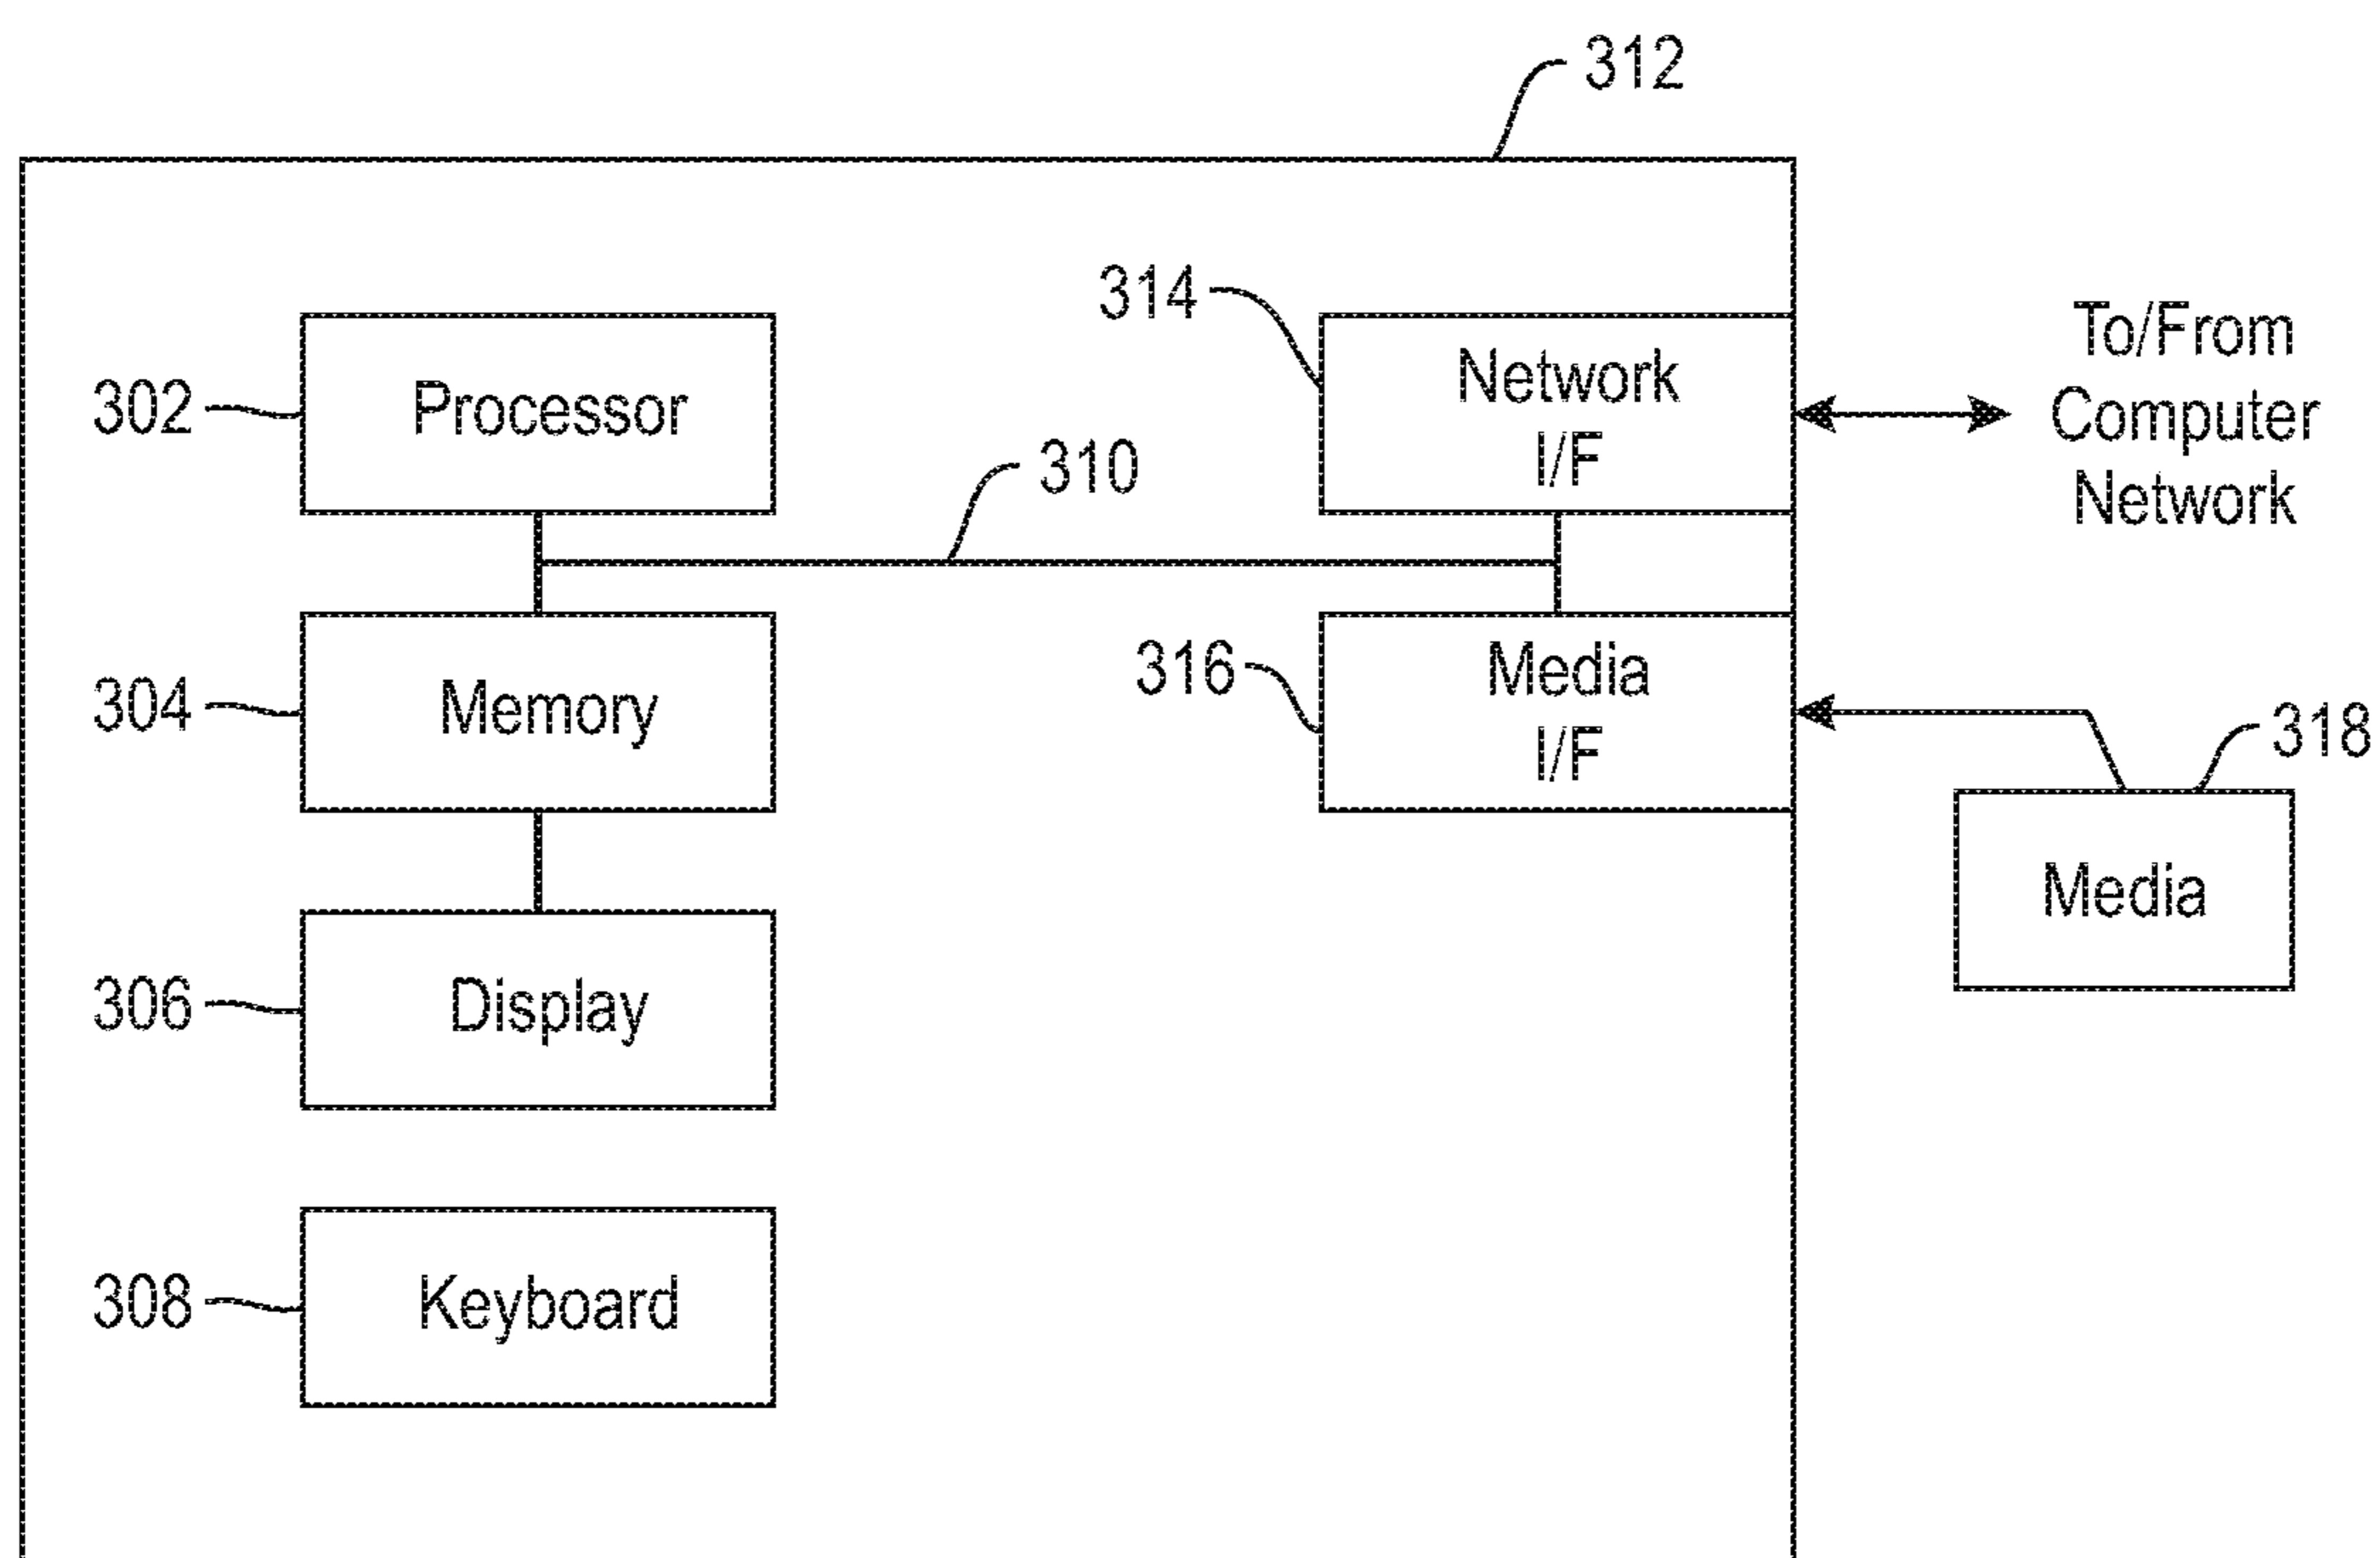 312
314
Network
I/F
To/From
Computer
Network
302
Processor
310
304
Memory
316
Media
I/F
318
Media
306
Display
308
Keyboard